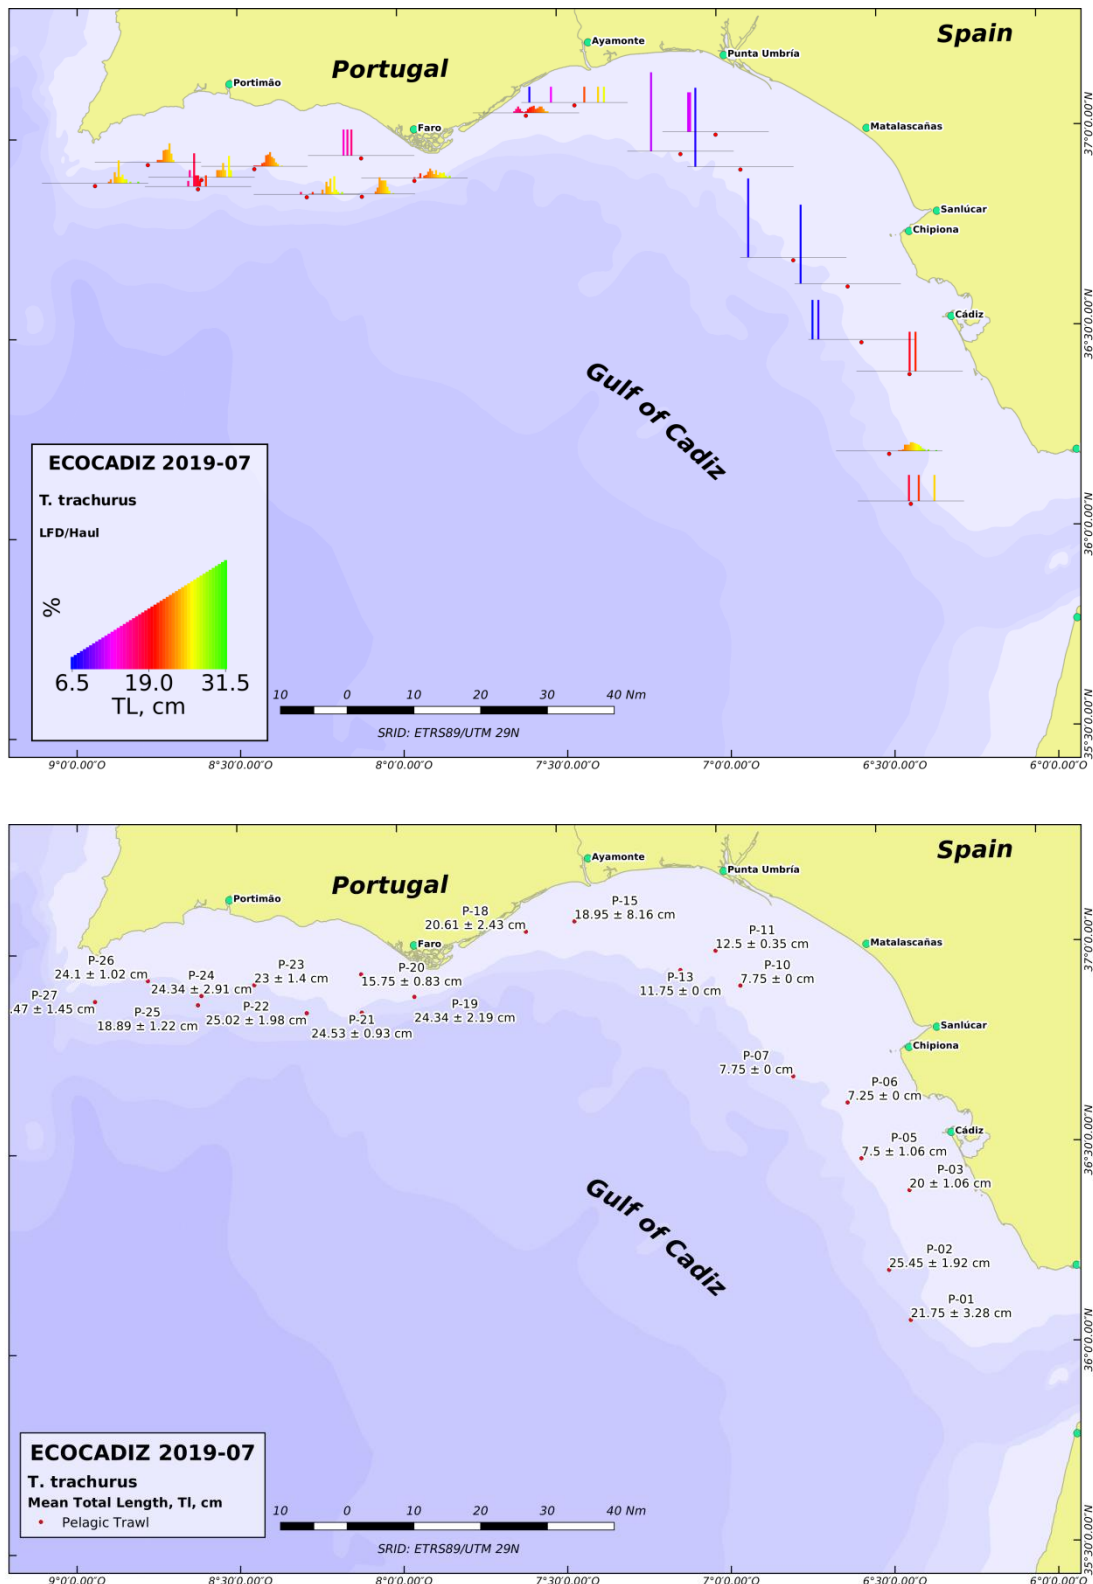 Spain
Ayamonte
Punta Umbría
Portugal
Portimão
Faro
Matalascañas
37°0'0.00"N
Sanlúcar
Chipiona
36°30'0.00"N
Cádiz
Gulf of Cadiz
36°0'0.00"N
ECOCADIZ 2019-07
T. trachurus
LFD/Haul
%
6.5 19.0 31.5
TL, cm
10 0 10 20 30 40 Nm
SRID: ETRS89/UTM 29N
35°30'0.00"N
9°0'0.00"O 8°30'0.00"O 8°0'0.00"O 7°30'0.00"O 7°0'0.00"O 6°30'0.00"O 6°0'0.00"O
Spain
Ayamonte
Punta Umbría
Portugal
Portimão
P-15
18.95 ± 8.16 cm
P-18
20.61 ± 2.43 cm
P-11
12.5 ± 0.35 cm
Faro
Matalascañas
37°0'0.00"N
P-26
24.1 ± 1.02 cm
P-24
24.34 ± 2.91 cm
P-23
23 ± 1.4 cm
P-20
15.75 ± 0.83 cm
P-13
11.75 ± 0 cm
P-10
7.75 ± 0 cm
P-27
.47 ± 1.45 cm
P-25
18.89 ± 1.22 cm
P-22
25.02 ± 1.98 cm
P-21
24.53 ± 0.93 cm
P-19
24.34 ± 2.19 cm
Sanlúcar
Chipiona
P-07
7.75 ± 0 cm
P-06
7.25 ± 0 cm
Cádiz
36°30'0.00"N
P-05
7.5 ± 1.06 cm
P-03
20 ± 1.06 cm
Gulf of Cadiz
P-02
25.45 ± 1.92 cm
P-01
21.75 ± 3.28 cm
36°0'0.00"N
ECOCADIZ 2019-07
T. trachurus
Mean Total Length, Tl, cm
Pelagic Trawl
10 0 10 20 30 40 Nm
SRID: ETRS89/UTM 29N
35°30'0.00"N
9°0'0.00"O 8°30'0.00"O 8°0'0.00"O 7°30'0.00"O 7°0'0.00"O 6°30'0.00"O 6°0'0.00"O